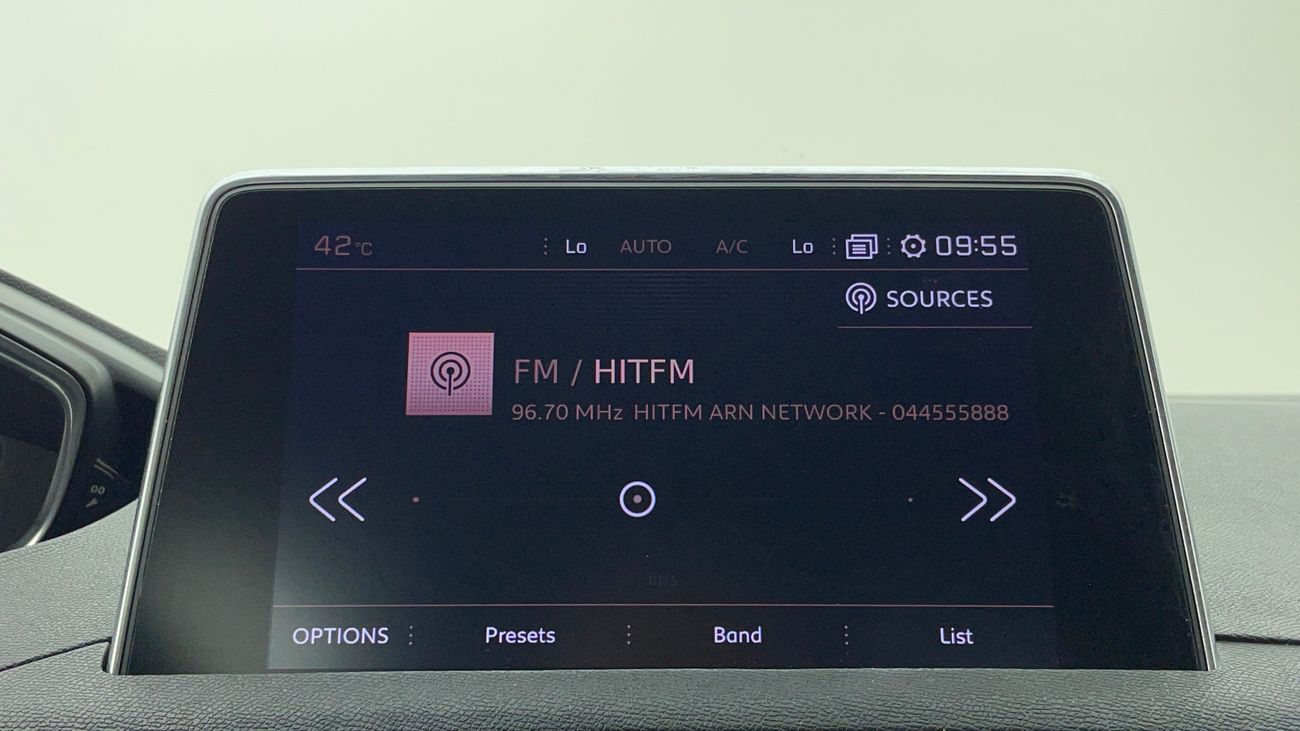 42°C Lo AUTO A/C Lo 09:55
SOURCES
FM / HITFM
96.70 MHz HITFM ARN NETWORK - 044555888
OPTIONS Presets Band List